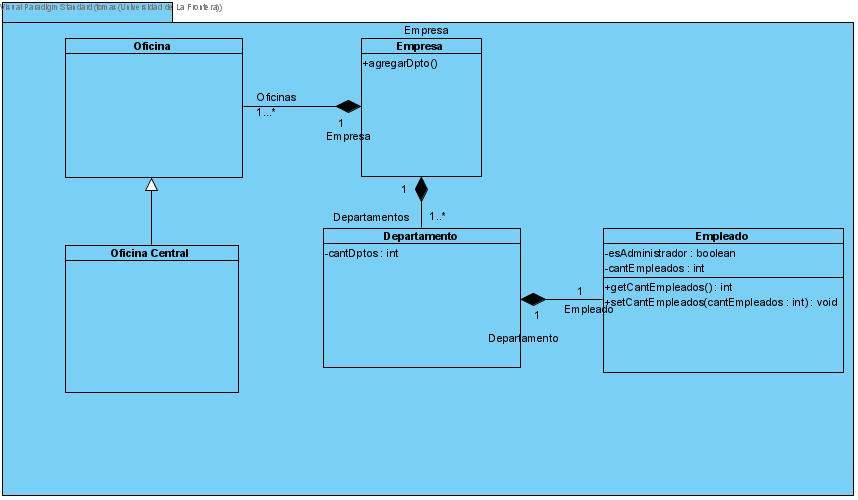 Visual Paradigm Standard(tomas(Universidad de La Frontera))
Empresa
Oficina
Empresa
+agregarDpto()
Oficinas
1...*
1
Empresa
1
Departamentos
1..*
Oficina Central
Departamento
-cantDptos : int
Empleado
-esAdministrador : boolean
-cantEmpleados : int
+getCantEmpleados() : int
+setCantEmpleados(cantEmpleados : int) : void
1
Empleado
1
Departamento